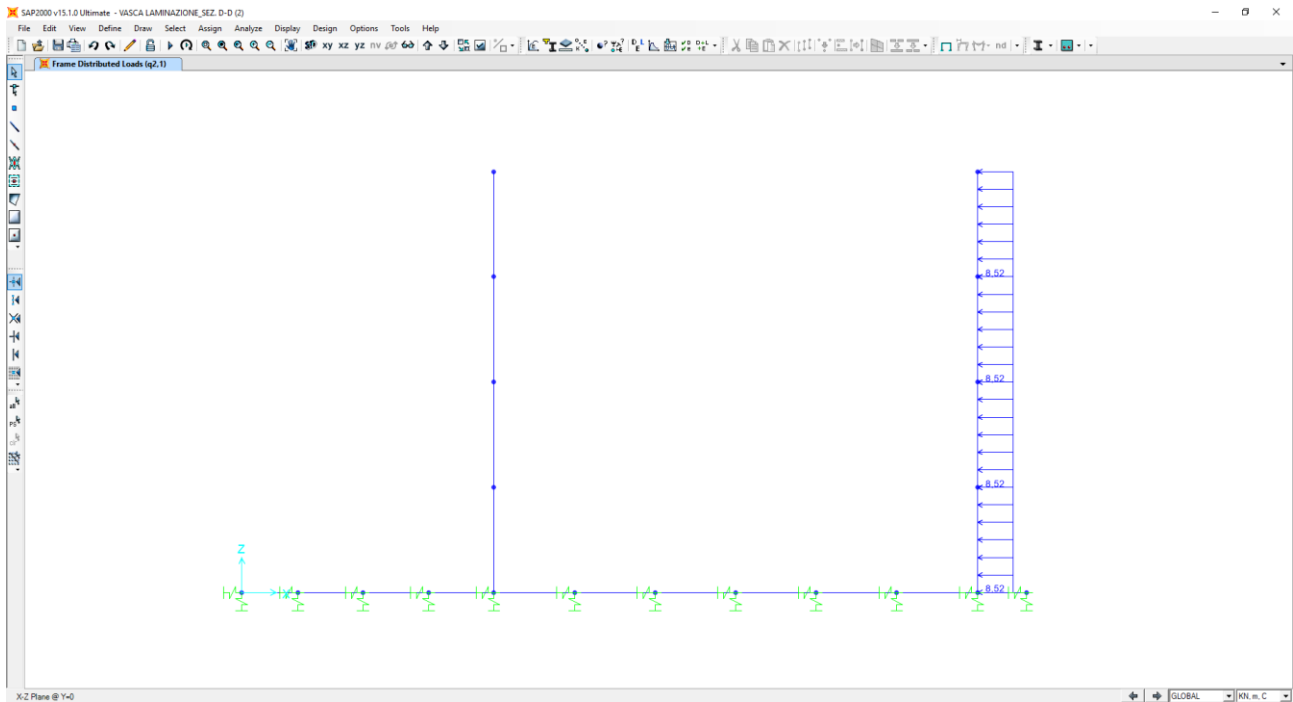 SAP2000 v15.1.0 Ultimate - VASCA LAMINAZIONE_SEZ. D-D (2)
File Edit View Define Draw Select Assign Analyze Display Design Options Tools Help
xy xz yz nv nd
Frame Distributed Loads (q2,1)
8,52
8,52
8,52
Z
X
8,52
X-Z Plane @ Y=0
GLOBAL
KN, m, C